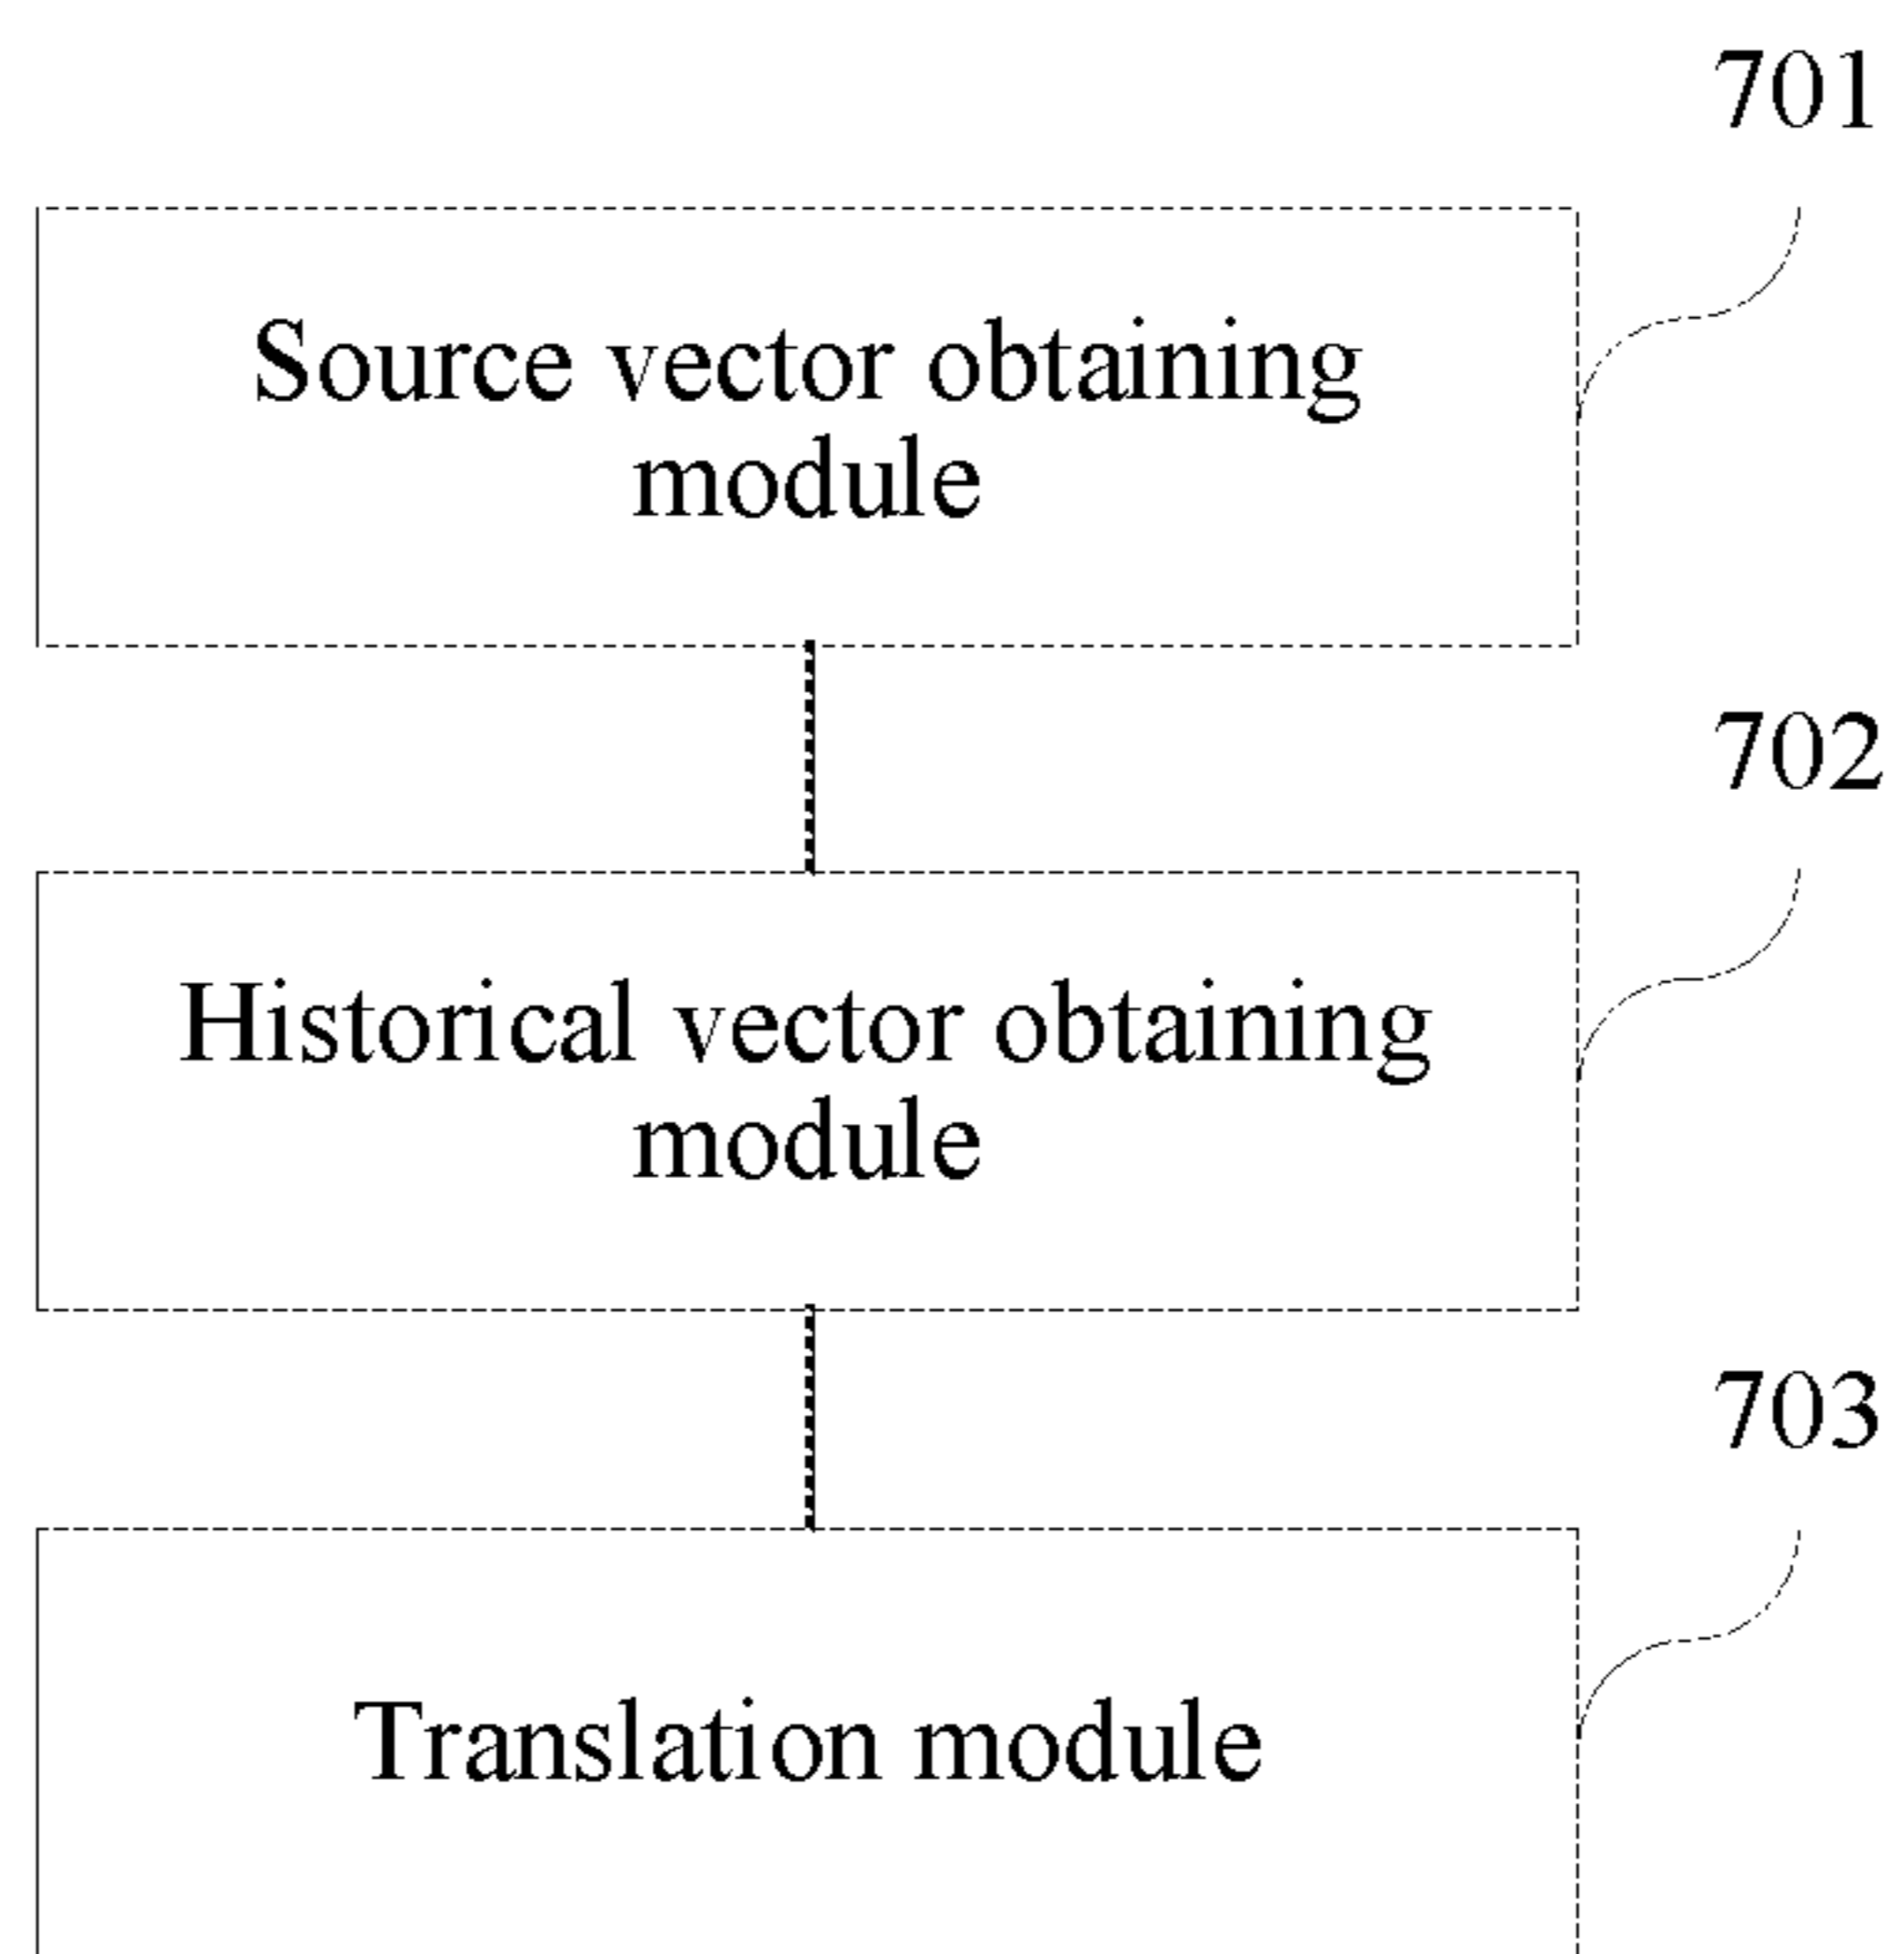 701
Source vector obtaining
module
702
Historical vector obtaining
module
703
Translation module